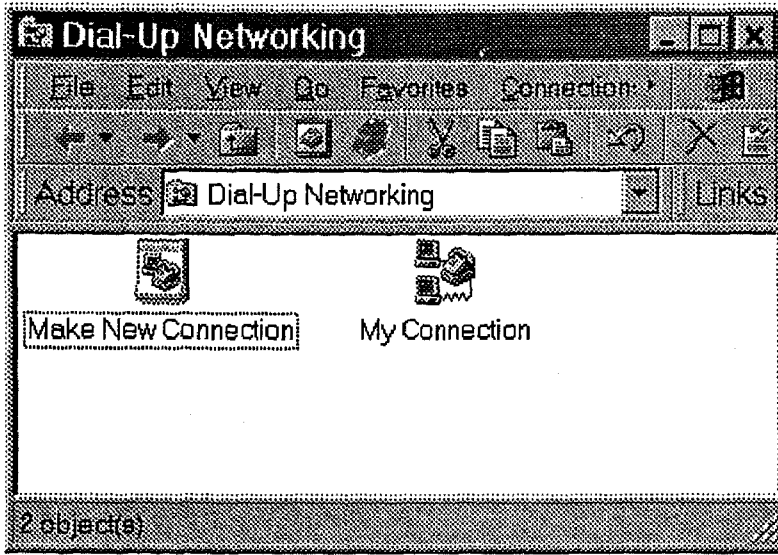 Dial-Up Networking
File Edit View Go Favorites Connections
Address Dial-Up Networking Links
Make New Connection My Connection
2 object(s)